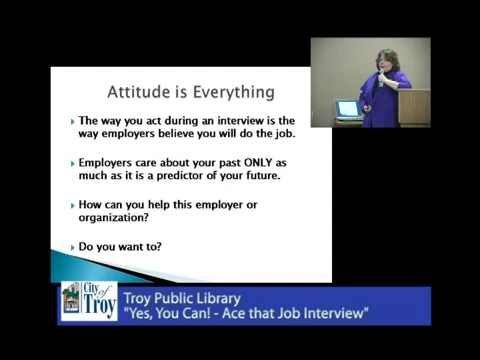 Attitude is Everything
The way you act during an interview is the
way employers believe you will do the job.
Employers care about your past ONLY as
much as it is a predictor of your future.
How can you help this employer or
organization?
Do you want to?
City
of
Troy
Troy Public Library
"Yes, You Can! - Ace that Job Interview"